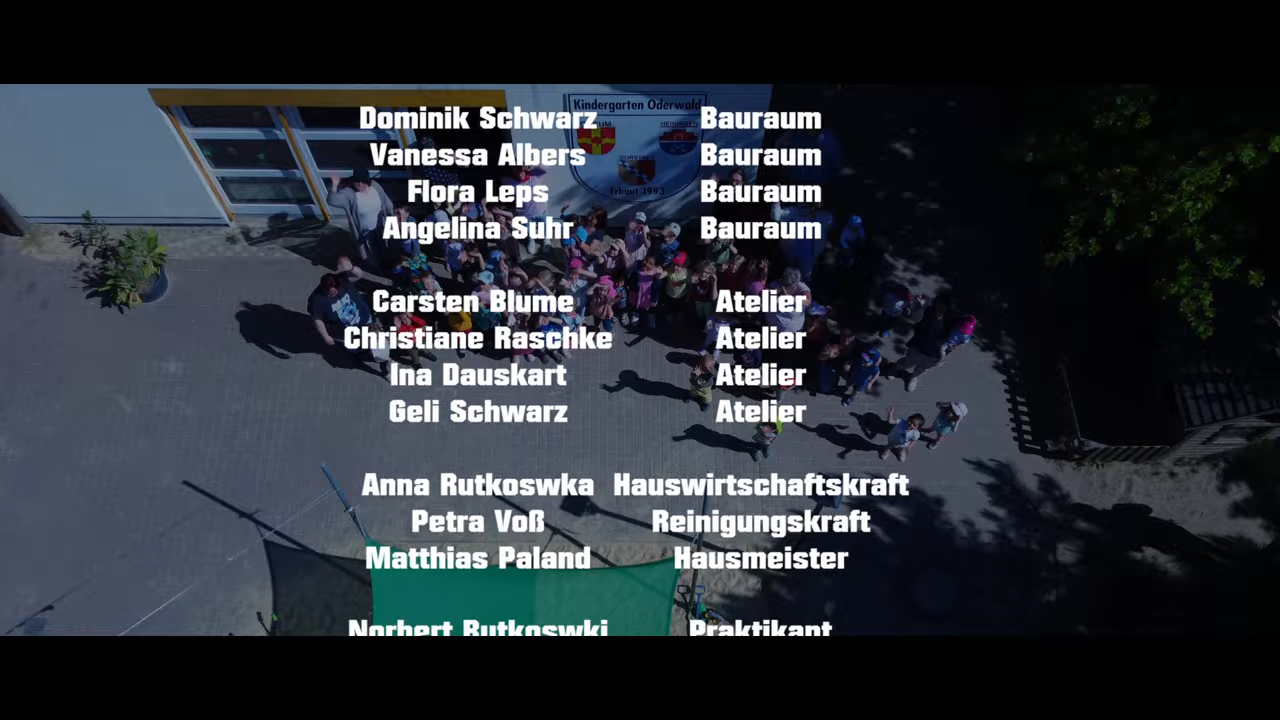 Kindergarten Oderwald
Dominik Schwarz Bauraum
Vanessa Albers Bauraum
Flora Leps Bauraum
Erbaut 1993
Angelina Suhr Bauraum
Carsten Blume Atelier
Christiane Raschke Atelier
Ina Dauskart Atelier
Geli Schwarz Atelier
Anna Rutkoswka Hauswirtschaftskraft
Petra Voß Reinigungskraft
Matthias Paland Hausmeister
Norbert Rutkoswki Praktikant